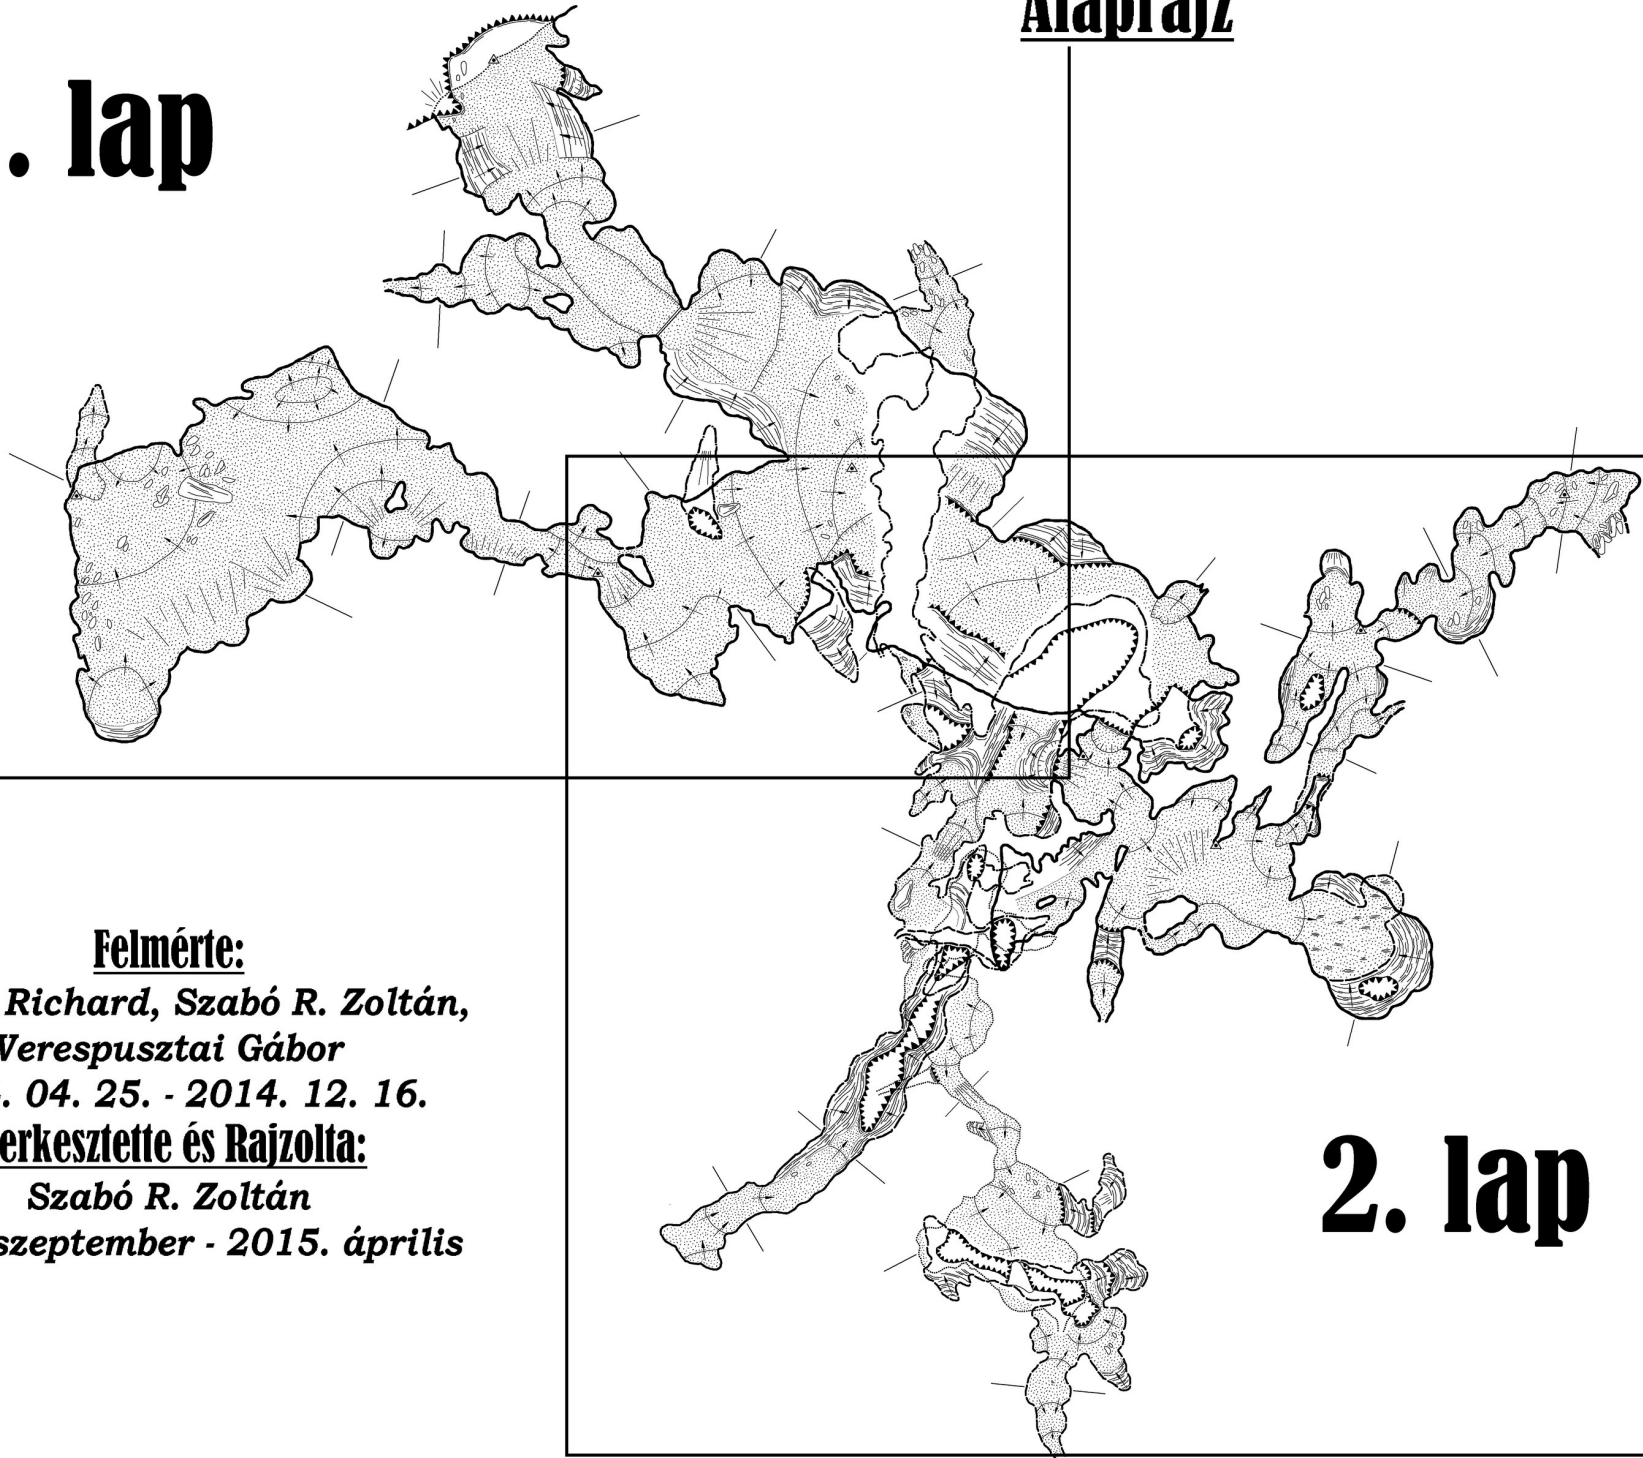 Alaprajz
. lap
Felmérte:
Richard, Szabó R. Zoltán,
Verespusztai Gábor
. 04. 25. - 2014. 12. 16.
erkesztette és Rajzolta:
Szabó R. Zoltán
szeptember - 2015. április
2. lap